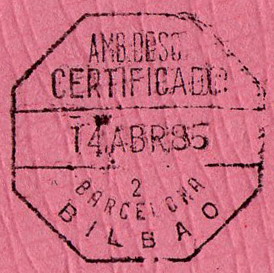 AMB.DESC.
CERTIFICADO
14 ABR 85
2
BARCELONA
BILBAO